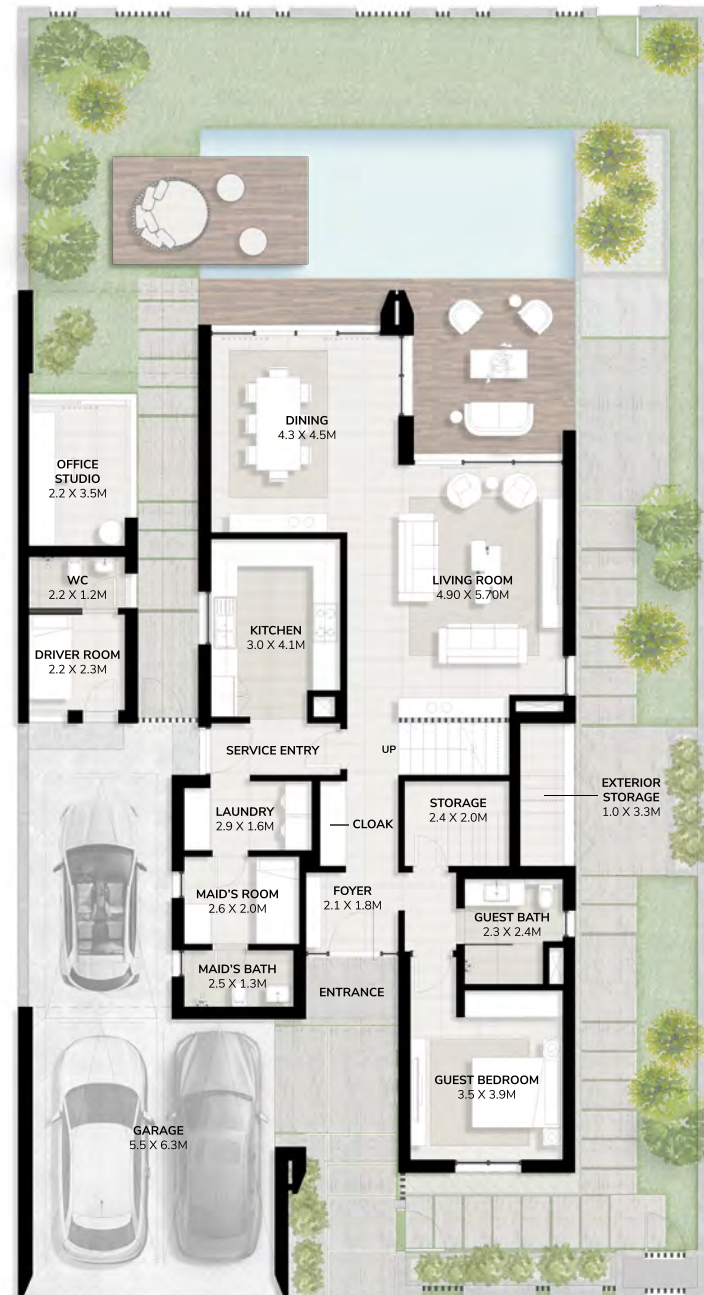 DINING
4.3 X 4.5M
OFFICE
STUDIO
2.2 X 3.5M
WC
2.2 X 1.2M
LIVING ROOM
4.90 X 5.70M
KITCHEN
3.0 X 4.1M
DRIVER ROOM
2.2 X 2.3M
SERVICE ENTRY
UP
EXTERIOR
STORAGE
1.0 X 3.3M
LAUNDRY
2.9 X 1.6M
CLOAK
STORAGE
2.4 X 2.0M
MAID'S ROOM
2.6 X 2.0M
FOYER
2.1 X 1.8M
GUEST BATH
2.3 X 2.4M
MAID'S BATH
2.5 X 1.3M
ENTRANCE
GUEST BEDROOM
3.5 X 3.9M
GARAGE
5.5 X 6.3M